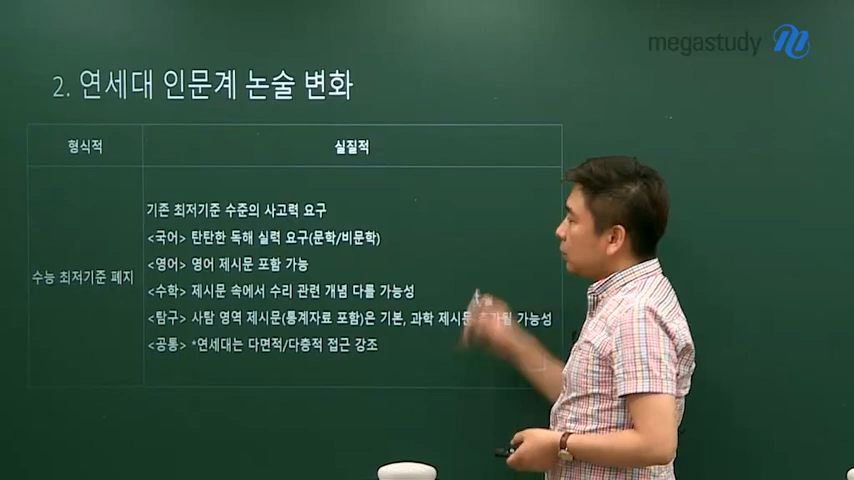 megastudy
2. 연세대 인문계 논술 변화
형식적
실질적
수능 최저기준 폐지
기존 최저기준 수준의 사고력 요구
<국어> 탄탄한 독해 실력 요구(문학/비문학)
<영어> 영어 제시문 포함 가능
<수학> 제시문 속에서 수리 관련 개념 다룰 가능성
<탐구> 사탐 영역 제시문(통계자료 포함)은 기본, 과학 제시문 가능성
<공통> *연세대는 다면적/다층적 접근 강조